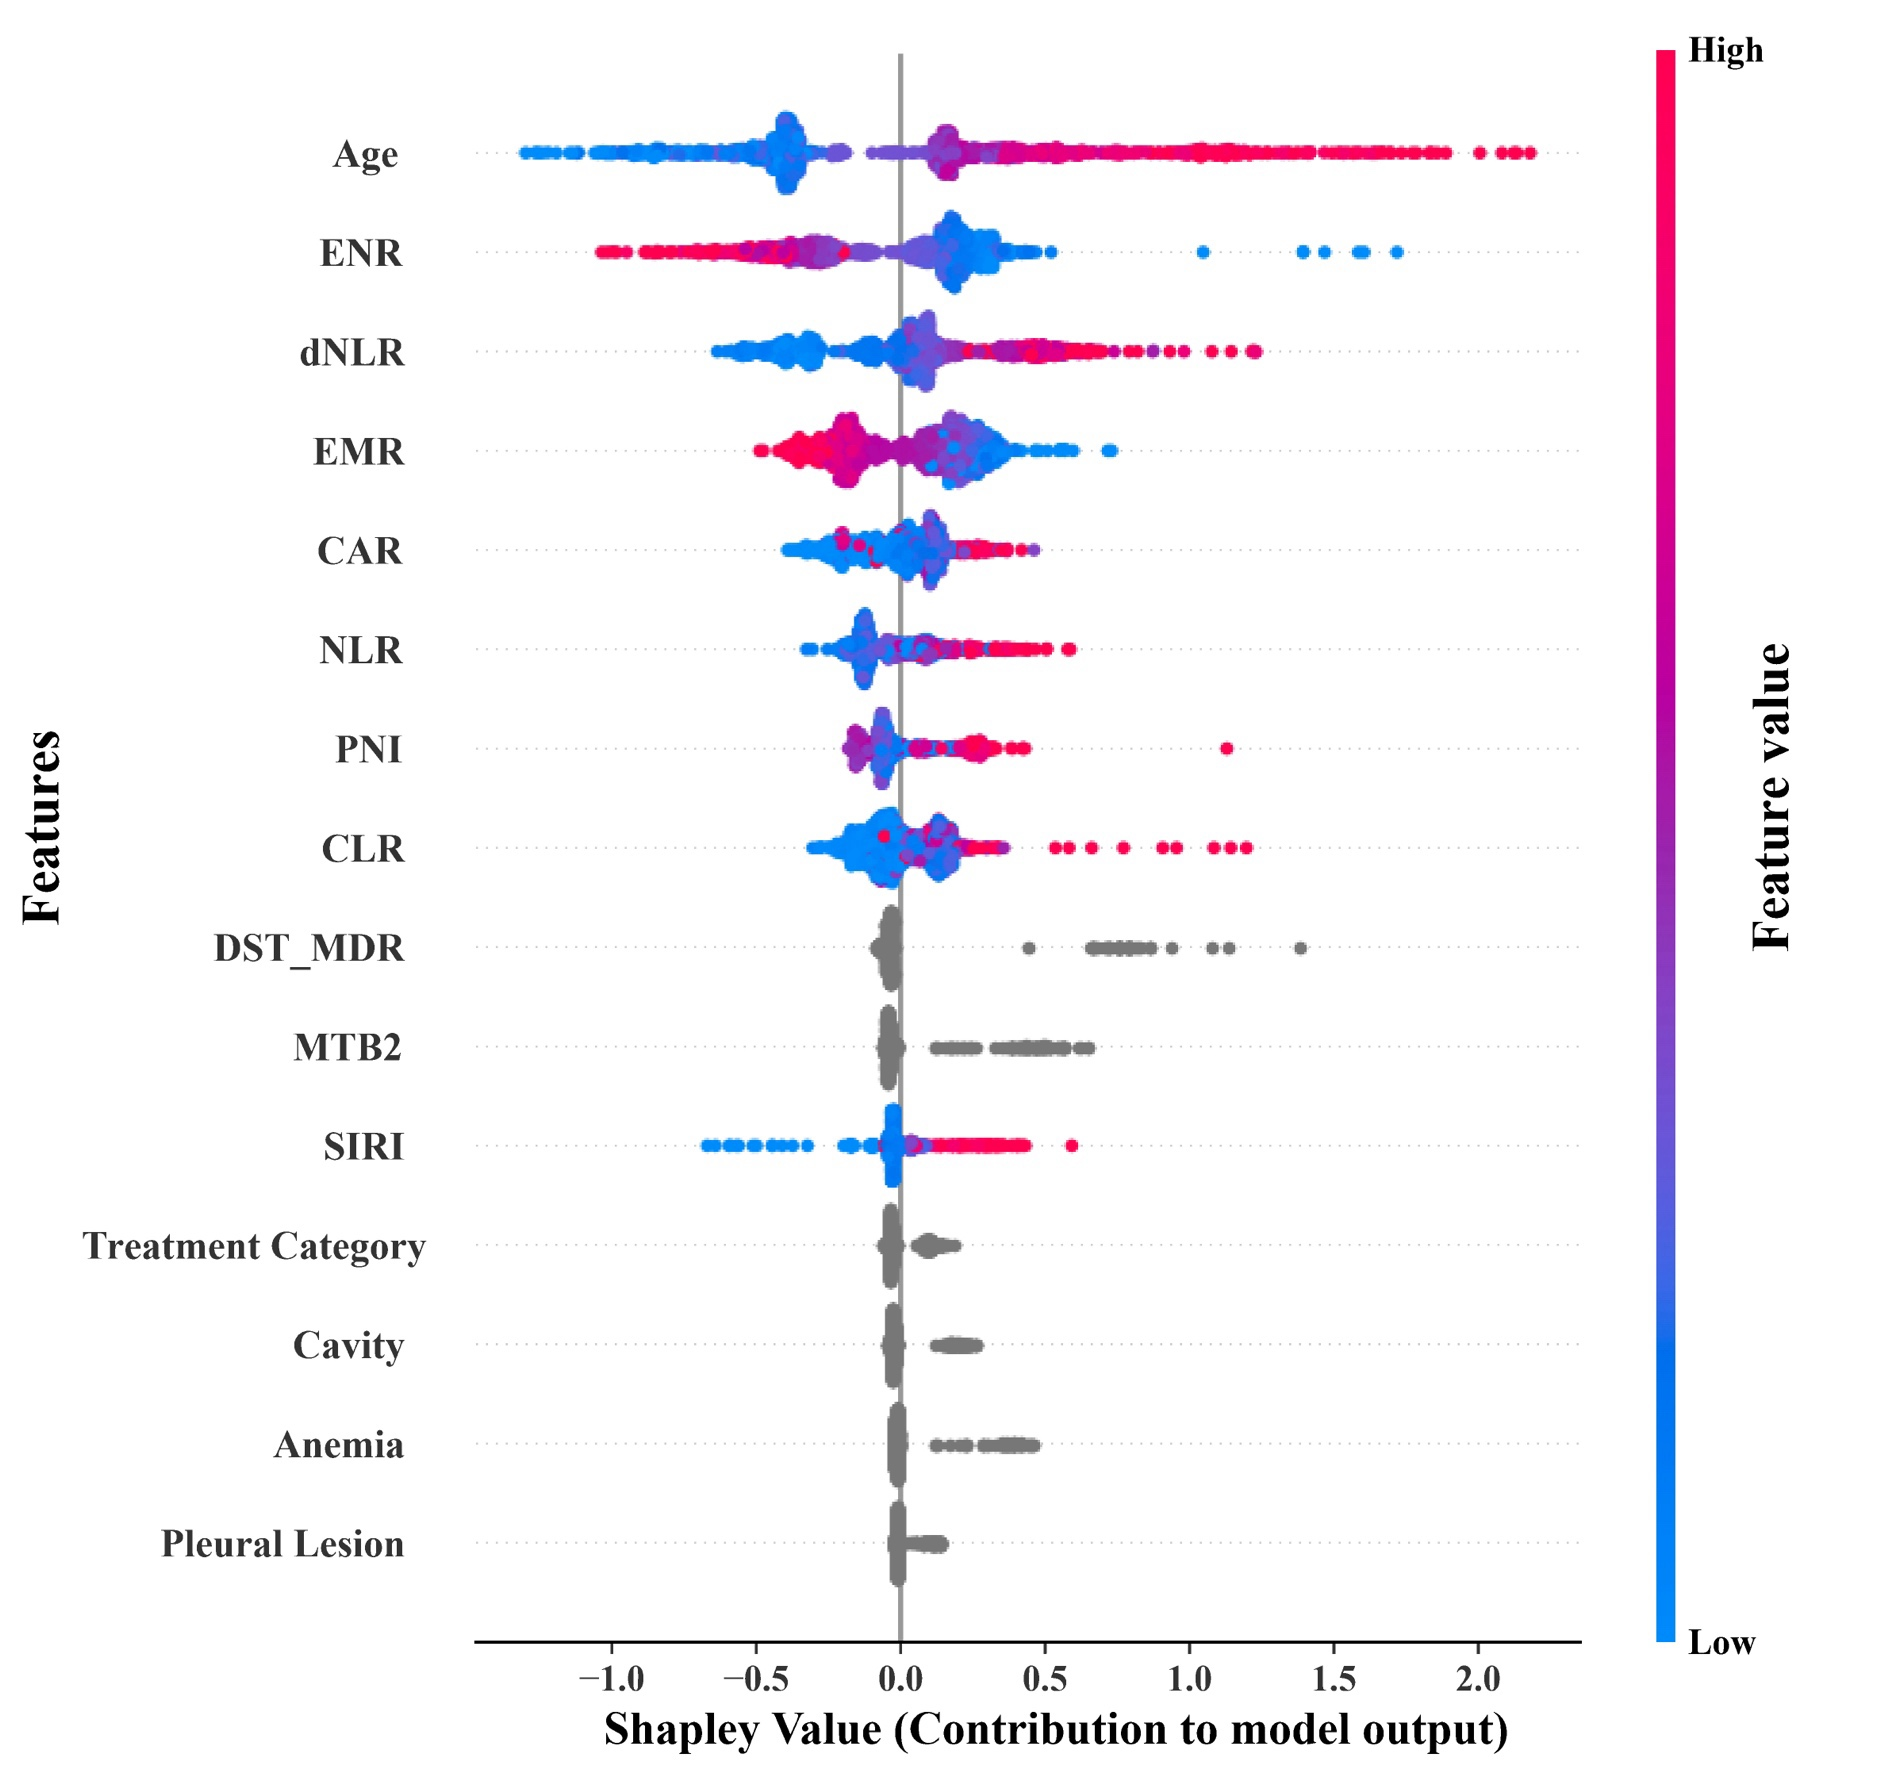 High
Age
ENR
dNLR
EMR
CAR
NLR
PNI
CLR
DST_MDR
MTB2
SIRI
Treatment Category
Cavity
Anemia
Pleural Lesion
Features
Feature value
Low
−1.0 −0.5 0.0 0.5 1.0 1.5 2.0
Shapley Value (Contribution to model output)